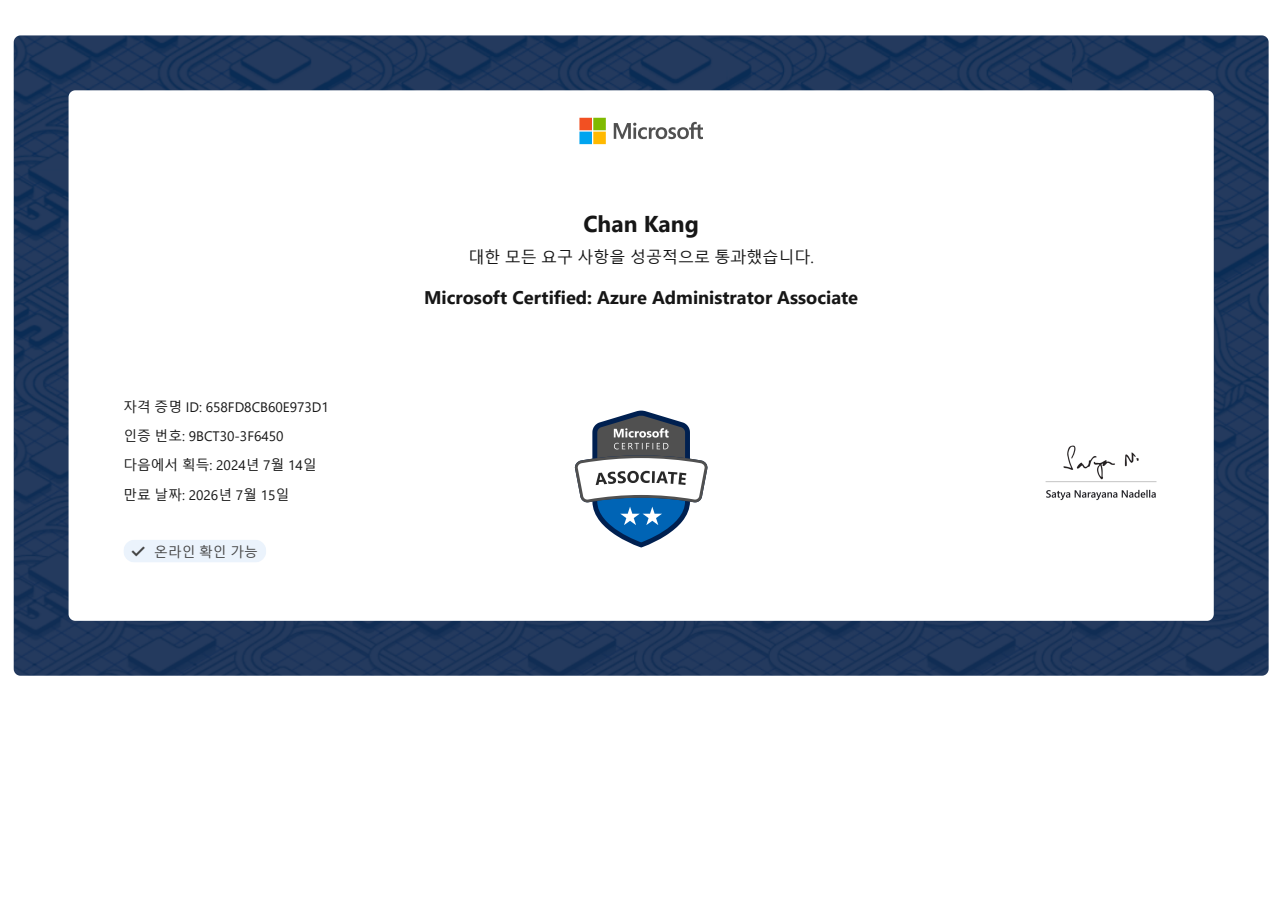 Microsoft
Chan Kang
대한 모든 요구 사항을 성공적으로 통과했습니다.
Microsoft Certified: Azure Administrator Associate
자격 증명 ID: 658FD8CB60E973D1
인증 번호: 9BCT30-3F6450
다음에서 획득: 2024년 7월 14일
만료 날짜: 2026년 7월 15일
온라인 확인 가능
Microsoft
CERTIFIED
ASSOCIATE
Satya N.
Satya Narayana Nadella